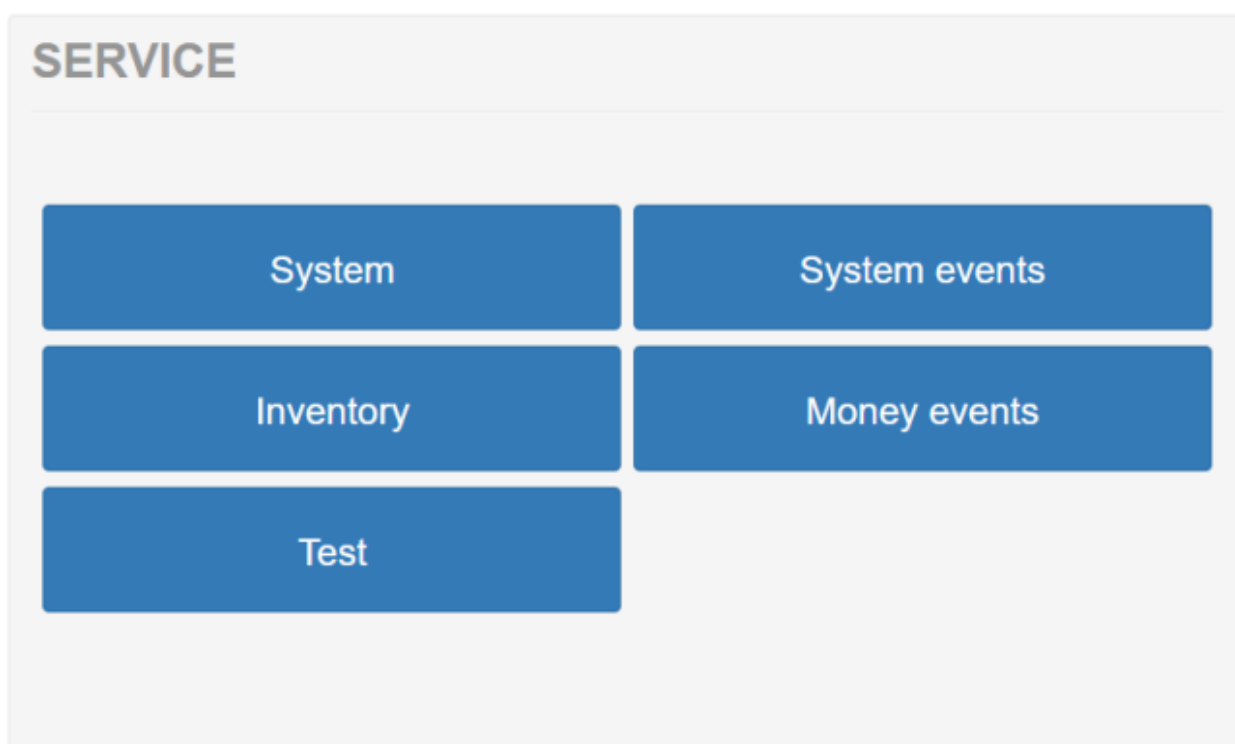 SERVICE
System
System events
Inventory
Money events
Test